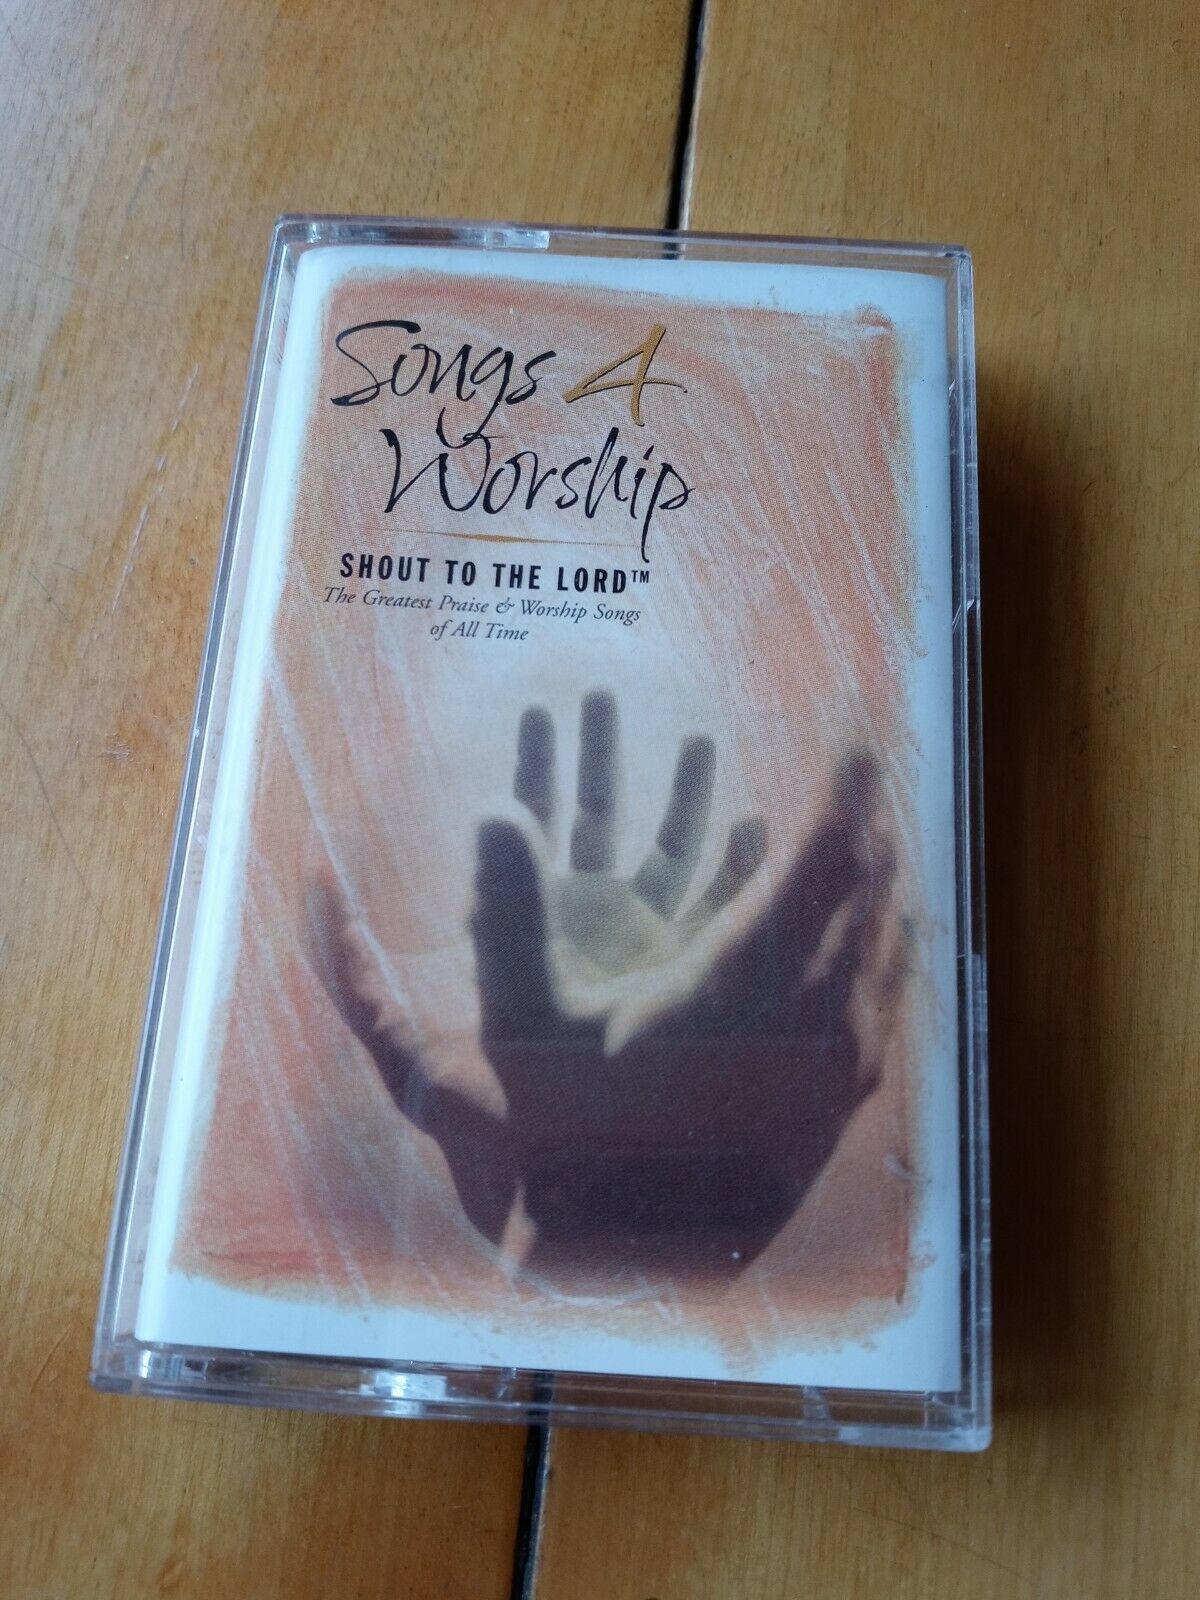 Songs 4
Worship
SHOUT TO THE LORD™
The Greatest Praise & Worship Songs
of All Time